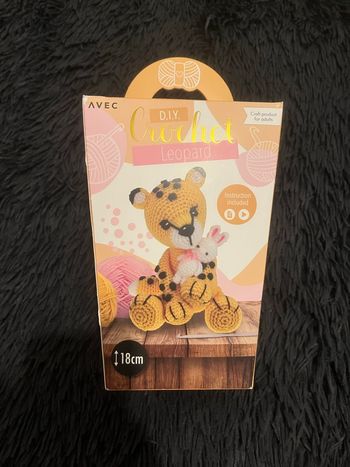 AVEC
D.I.Y.
Crochet
Leopard
Craft product
for adults
Instruction
included
18cm